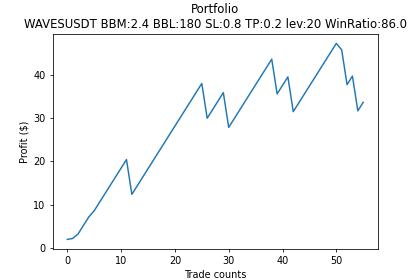 Portfolio
WAVESUSDT BBM:2.4 BBL:180 SL:0.8 TP:0.2 lev:20 WinRatio:86.0
40
30
20
10
0
Profit ($)
0 10 20 30 40 50
Trade counts